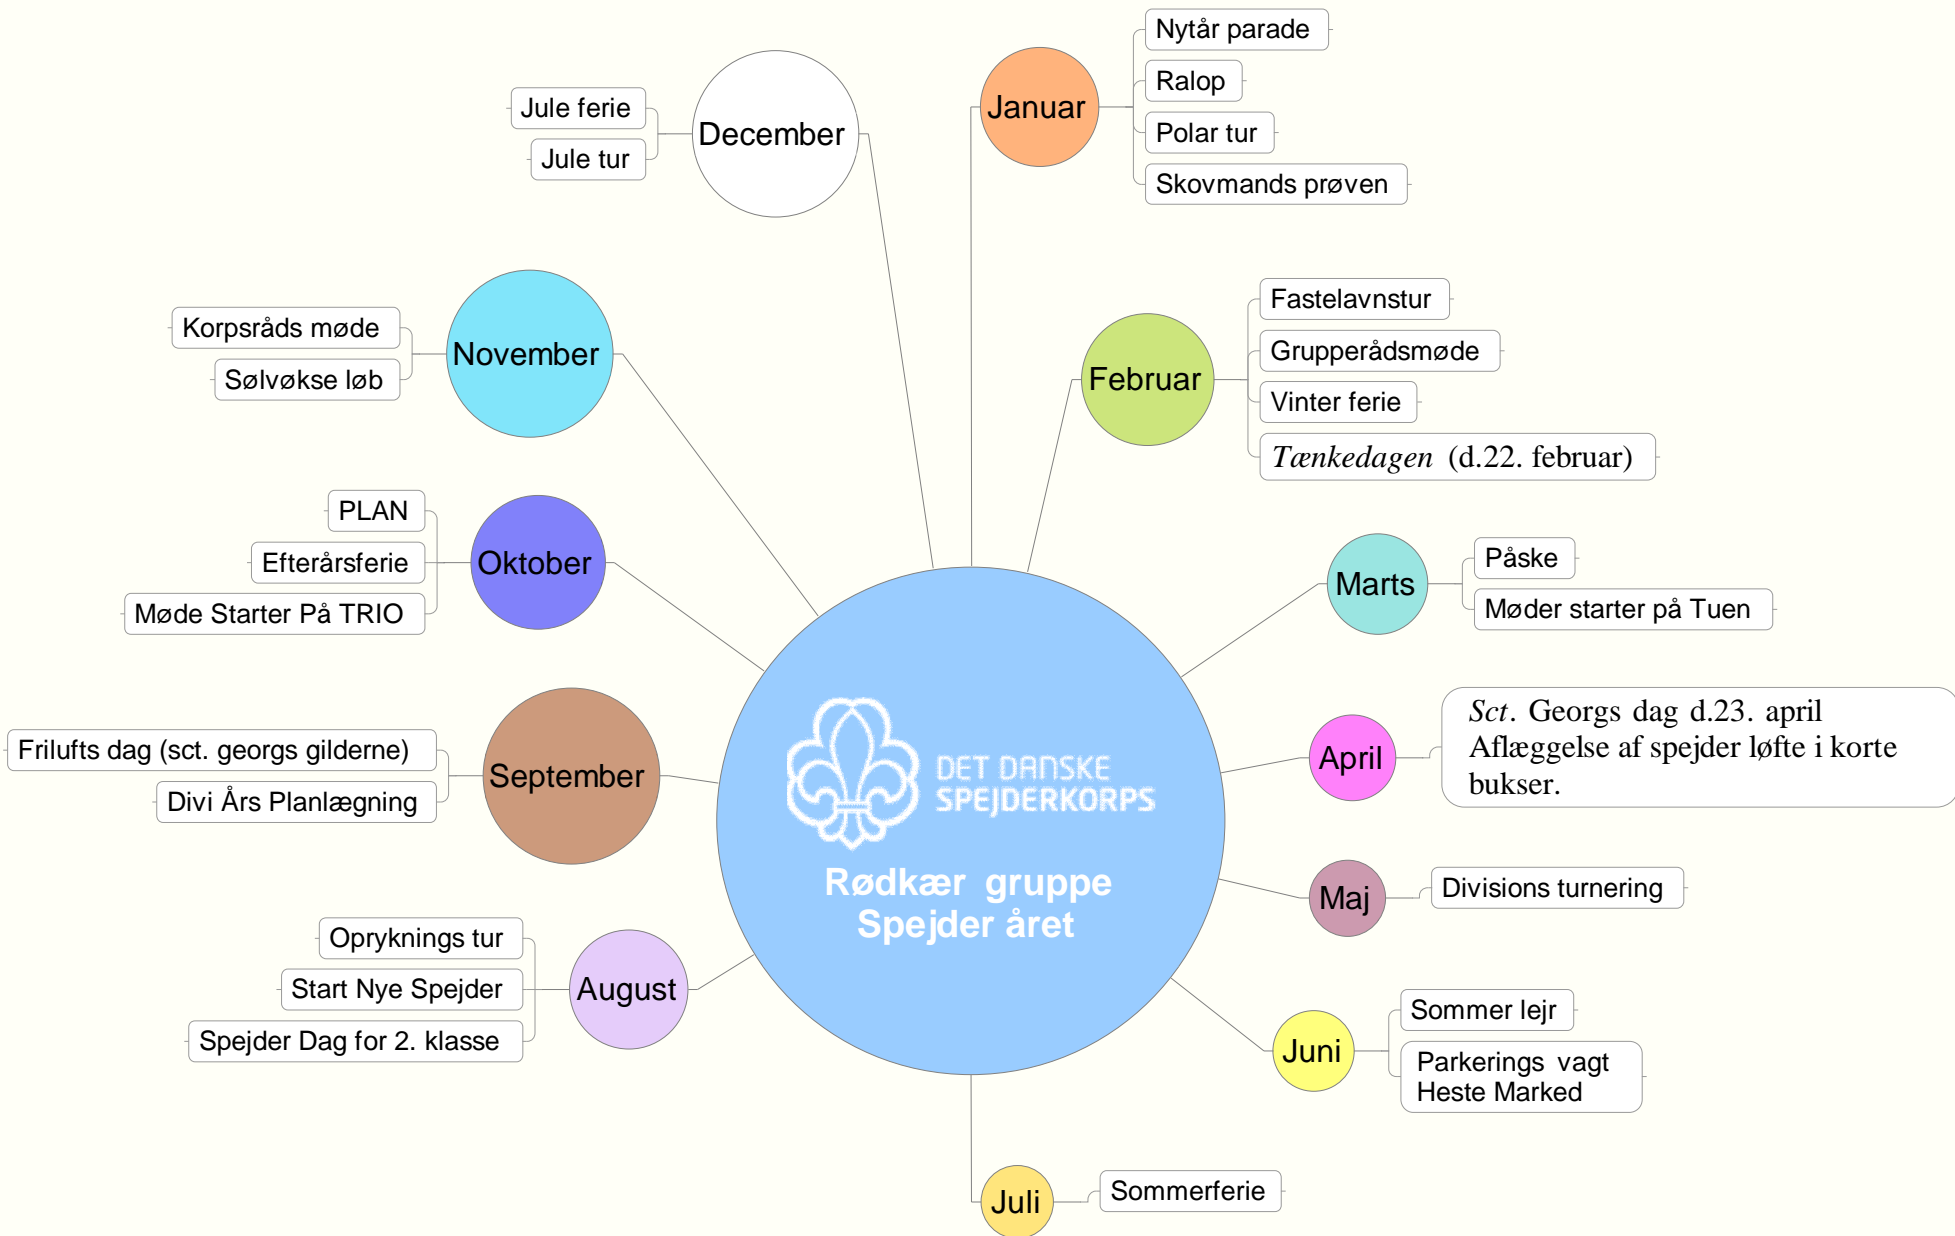 Januar
Nytår parade
Ralop
Polar tur
Skovmands prøven
Februar
Fastelavnstur
Grupperådsmøde
Vinter ferie
Tænkedagen (d.22. februar)
Marts
Påske
Møder starter på Tuen
April
Sct. Georgs dag d.23. april
Aflæggelse af spejder løfte i korte
bukser.
Maj
Divisions turnering
Juni
Sommer lejr
Parkerings vagt
Heste Marked
Juli
Sommerferie
August
Opryknings tur
Start Nye Spejder
Spejder Dag for 2. klasse
September
Frilufts dag (sct. georgs gilderne)
Divi Års Planlægning
Oktober
PLAN
Efterårsferie
Møde Starter På TRIO
November
Korpsråds møde
Sølvøkse løb
December
Jule ferie
Jule tur
DET DANSKE
SPEJDERKORPS
Rødkær gruppe
Spejder året